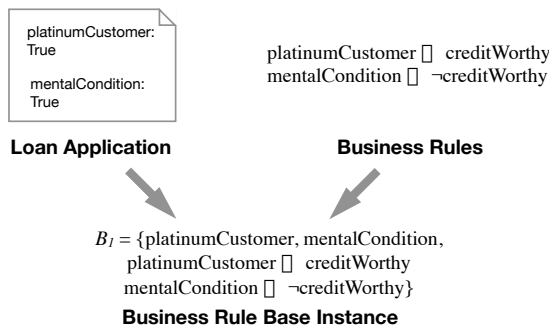 platinumCustomer:
True
mentalCondition:
True
platinumCustomer ▯ creditWorthy
mentalCondition ▯ ¬creditWorthy
Loan Application
Business Rules
B₁ = {platinumCustomer, mentalCondition,
platinumCustomer ▯ creditWorthy
mentalCondition ▯ ¬creditWorthy}
Business Rule Base Instance